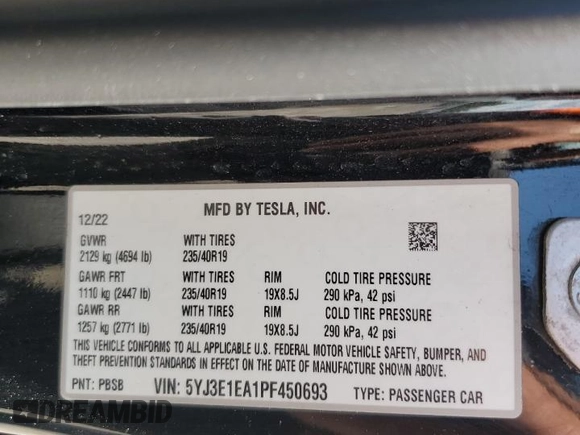 MFD BY TESLA, INC.
12/22
GVWR WITH TIRES
2129 kg (4694 lb) 235/40R19
GAWR FRT WITH TIRES RIM COLD TIRE PRESSURE
1110 kg (2447 lb) 235/40R19 19X8.5J 290 kPa, 42 psi
GAWR RR WITH TIRES RIM COLD TIRE PRESSURE
1257 kg (2771 lb) 235/40R19 19X8.5J 290 kPa, 42 psi
THIS VEHICLE CONFORMS TO ALL APPLICABLE U.S. FEDERAL MOTOR VEHICLE SAFETY, BUMPER, AND
THEFT PREVENTION STANDARDS IN EFFECT ON THE DATE OF MANUFACTURE SHOWN ABOVE.
PNT: PBSB VIN: 5YJ3E1EA1PF450693 TYPE: PASSENGER CAR
DREAMBID